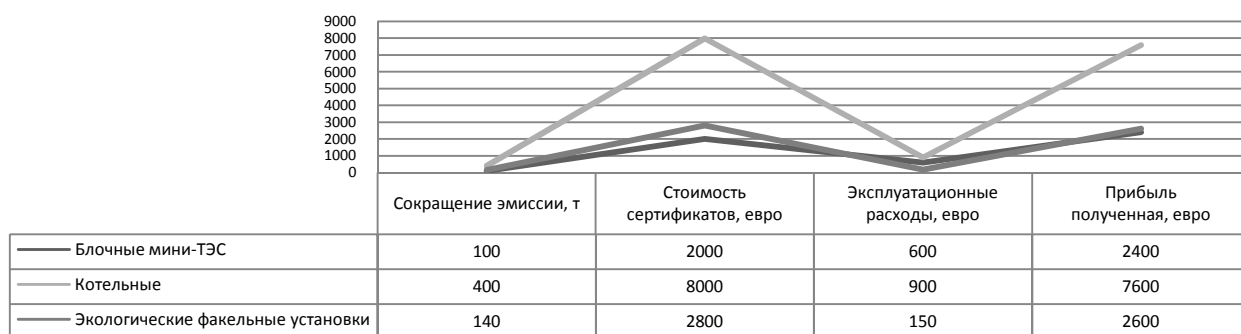 9000
8000
7000
6000
5000
4000
3000
2000
1000
0
Сокращение эмиссии, т
Стоимость
сертификатов, евро
Эксплуатационные
расходы, евро
Прибыль
полученная, евро
Блочные мини-ТЭС 100 2000 600 2400
Котельные 400 8000 900 7600
Экологические факельные установки 140 2800 150 2600